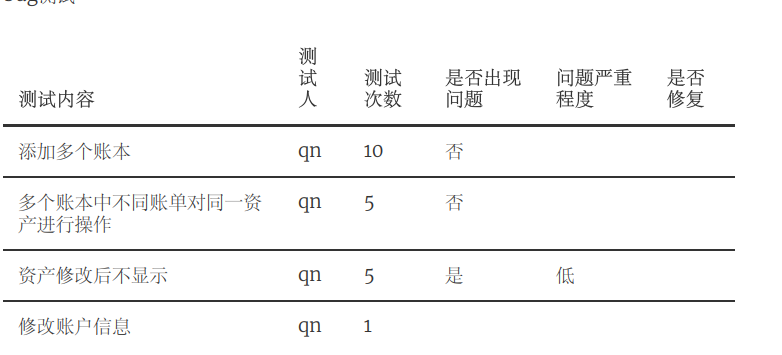 测试内容 测试人 测试次数 是否出现问题 问题严重程度 是否修复
添加多个账本 qn 10 否
多个账本中不同账单对同一资产进行操作 qn 5 否
资产修改后不显示 qn 5 是 低
修改账户信息 qn 1